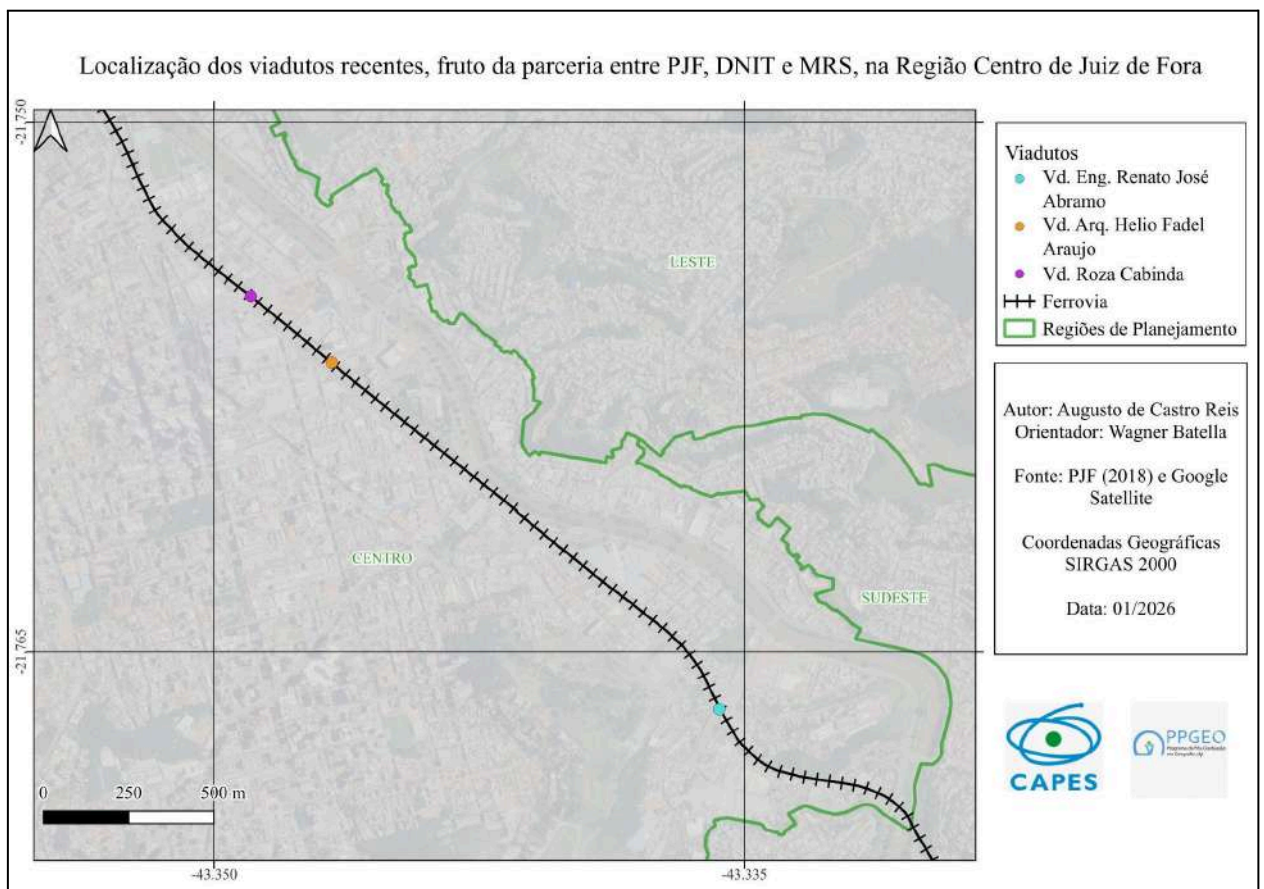 Localização dos viadutos recentes, fruto da parceria entre PJF, DNIT e MRS, na Região Centro de Juiz de Fora
-21.750
-21.765
LESTE
CENTRO
SUDESTE
0 250 500 m
-43.350
-43.335
Viadutos
Vd. Eng. Renato José
Abramo
Vd. Arq. Helio Fadel
Araujo
Vd. Roza Cabinda
Ferrovia
Regiões de Planejamento
Autor: Augusto de Castro Reis
Orientador: Wagner Batella
Fonte: PJF (2018) e Google
Satellite
Coordenadas Geográficas
SIRGAS 2000
Data: 01/2026
CAPES
PPGEO